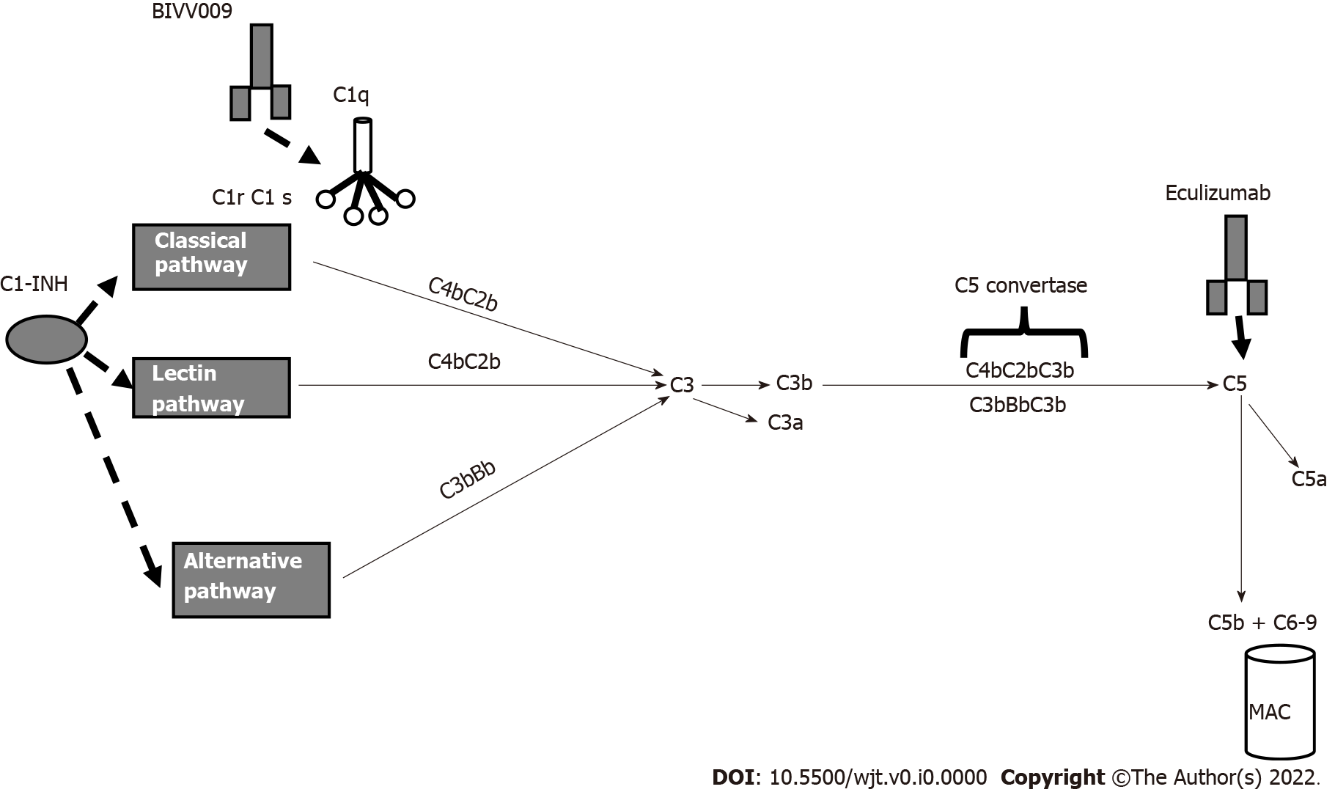 BIVV009
C1q
C1r C1 s
Eculizumab
Classical
pathway
C1-INH
C4bC2b
C5 convertase
Lectin
pathway
C4bC2b
C3
C3b
C3a
C4bC2bC3b
C3bBbC3b
C5
C5a
C3bBb
Alternative
pathway
C5b + C6-9
MAC
DOI: 10.5500/wjt.v0.i0.0000 Copyright ©The Author(s) 2022.